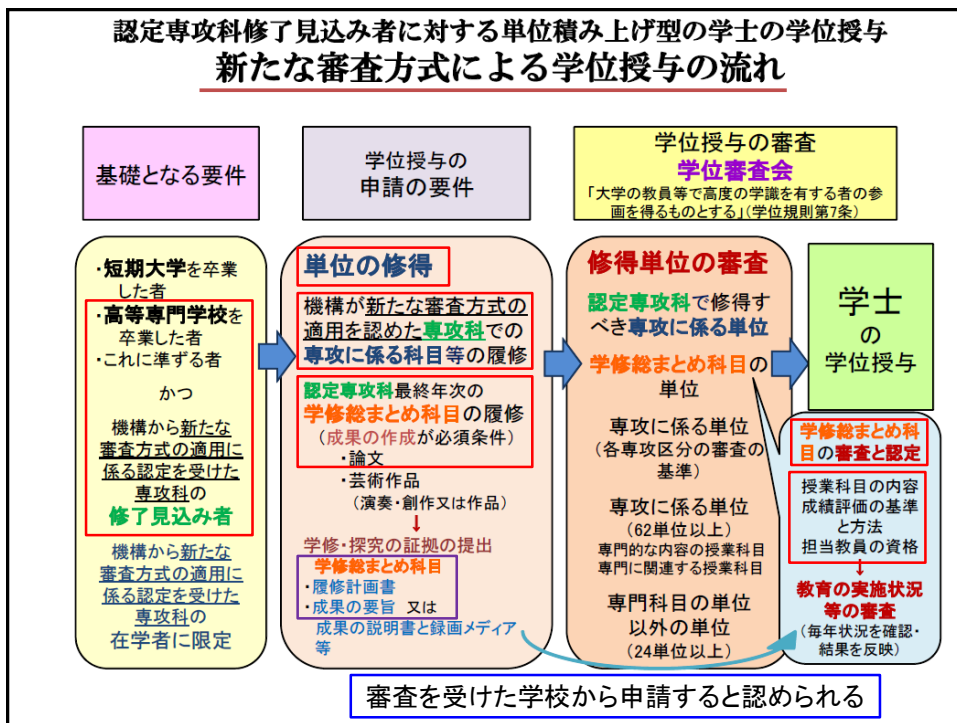 認定専攻科修了見込み者に対する単位積み上げ型の学士の学位授与
新たな審査方式による学位授与の流れ
基礎となる要件
・短期大学を卒業
した者
・高等専門学校を
卒業した者
・これに準ずる者
かつ
機構から新たな
審査方式の適用に
係る認定を受けた
専攻科の
修了見込み者
機構から新たな
審査方式の適用に
係る認定を受けた
専攻科の
在学者に限定
学位授与の
申請の要件
単位の修得
機構が新たな審査方式の
適用を認めた専攻科での
専攻に係る科目等の履修
認定専攻科最終年次の
学修総まとめ科目の履修
(成果の作成が必須条件)
・論文
・芸術作品
(演奏・創作又は作品)
↓
学修・探究の証拠の提出
学修総まとめ科目
・履修計画書
・成果の要旨 又は
成果の説明書と録画メディア
等
学位授与の審査
学位審査会
「大学の教員等で高度の学識を有する者の参
画を得るものとする」(学位規則第7条)
修得単位の審査
認定専攻科で修得す
べき専攻に係る単位
学修総まとめ科目の
単位
専攻に係る単位
(各専攻区分の審査の
基準)
専攻に係る単位
(62単位以上)
専門的な内容の授業科目
専門に関連する授業科目
専門科目の単位
以外の単位
(24単位以上)
学士
の
学位授与
学修総まとめ科
目の審査と認定
授業科目の内容
成績評価の基準
と方法
担当教員の資格
↓
教育の実施状況
等の審査
(毎年状況を確認・
結果を反映)
審査を受けた学校から申請すると認められる